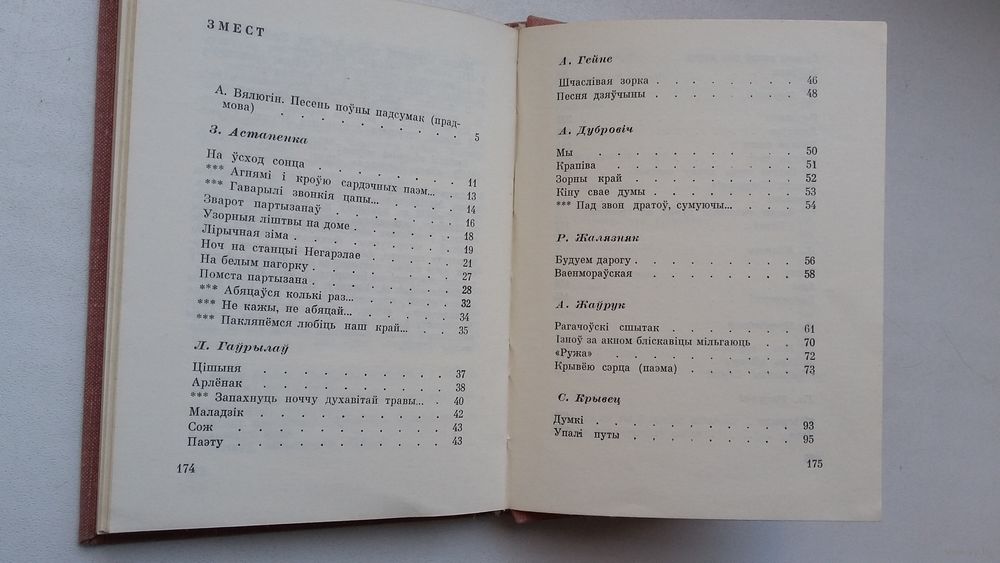 ЗМЕСТ
А. Вялюгін. Песень поўны падсумак (прад-
мова) . . . . . . . . . 5
З. Астапенка
На ўсход сонца . . . . . . . 11
*** Агнямі і кроўю сардэчных паэм... . 13
*** Гаварылі звонкія цапы... . . . . 14
Зварот партызанаў . . . . . . 16
Узорныя ліштвы на доме . . . . . 18
Лірычная зіма . . . . . . . . 19
Ноч на станцыі Негарэлае . . . . 21
На белым пагорку . . . . . . . 27
Помста партызана . . . . . . . 28
*** Абяцаўся колькі раз... . . . . . 32
*** Не кажы, не абяцай... . . . . . 34
*** Паклянёмся любіць наш край... . . 35
Л. Гаўрылаў
Цішыня . . . . . . . . . . 37
Арлёнак . . . . . . . . . . 38
*** Запахнуць ноччу духавітай травы... . 40
Маладзік . . . . . . . . . 42
Сож . . . . . . . . . . . 43
Паэту . . . . . . . . . . 43
174
А. Гейне
Шчаслівая зорка . . . . . . . . 46
Песня дзяўчыны . . . . . . . . 48
А. Дубровіч
Мы . . . . . . . . . . 50
Крапіва . . . . . . . . . 51
Зорны край . . . . . . . . 52
Кіну свае думы . . . . . . . 53
*** Пад звон дратоў, сумуючы... . . . 54
Р. Жалязняк
Будуем дарогу . . . . . . . . 56
Ваенмораўская . . . . . . . . 58
А. Жаўрук
Рагачоўскі сшытак . . . . . . . 61
Ізноў за акном бліскавіцы мільгаюць . . 70
«Ружа» . . . . . . . . . . 72
Крывёю сэрца (паэма) . . . . . . 73
С. Крывец
Думкі . . . . . . . . . . 93
Упалі путы . . . . . . . . 95
175